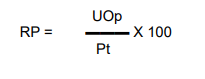 UOp
RP = ——— X 100
Pt